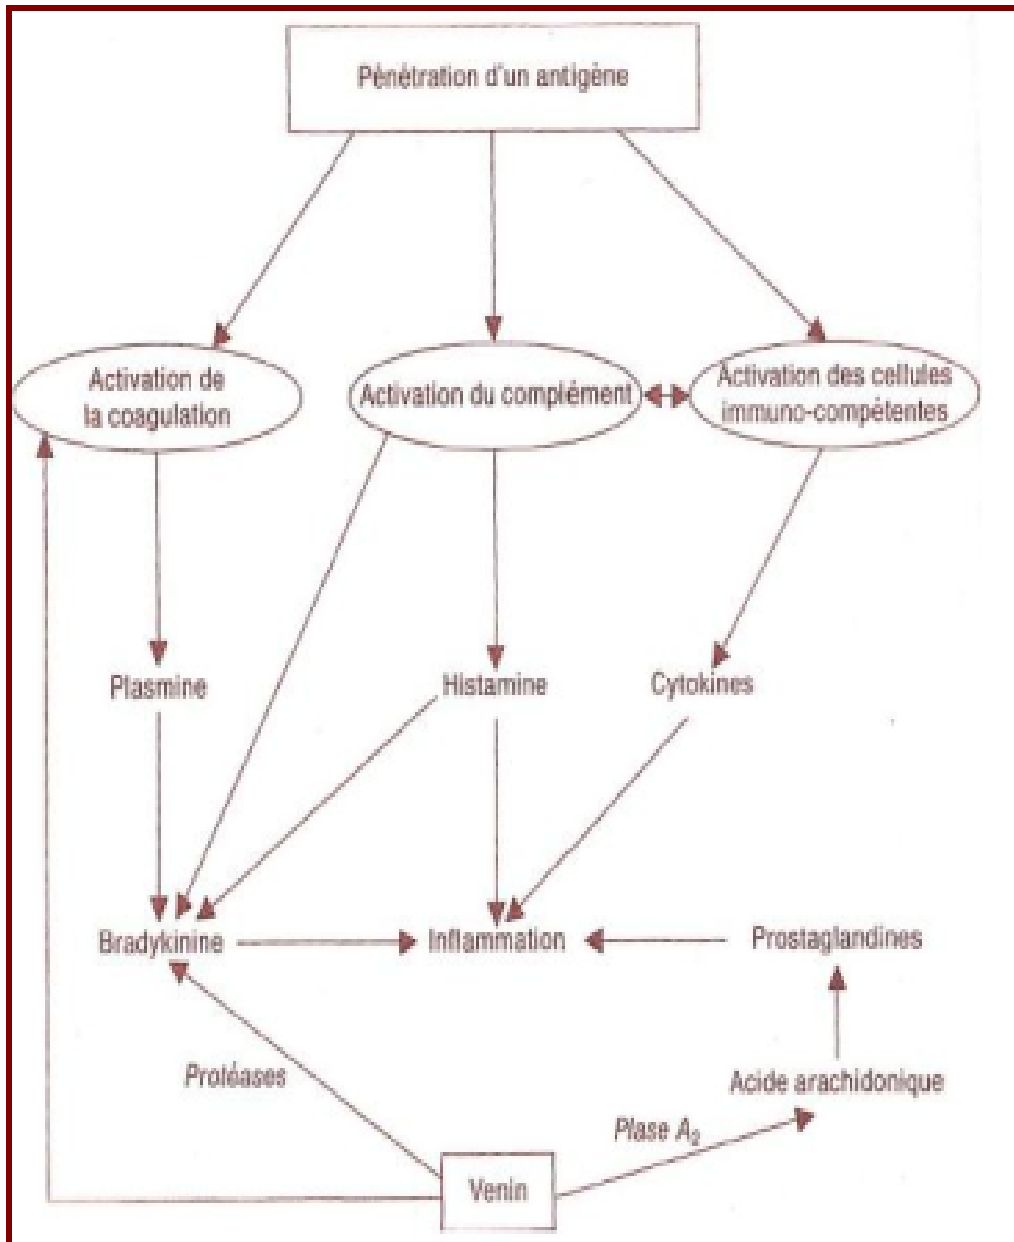 Pénétration d'un antigène
Activation de
la coagulation
Activation du complément
Activation des cellules
immuno-compétentes
Plasmine
Histamine
Cytokines
Bradykinine
Inflammation
Prostaglandines
Protéases
Acide arachidonique
Plase A₂
Venin